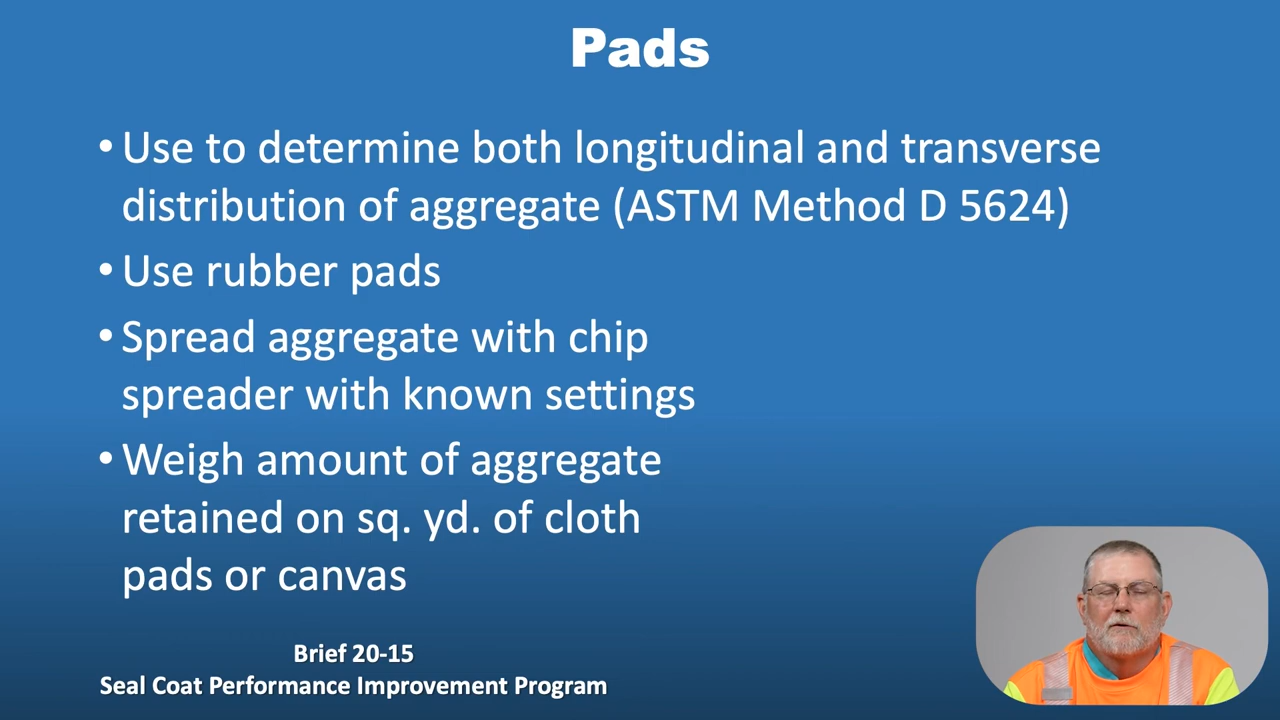 Pads
• Use to determine both longitudinal and transverse
distribution of aggregate (ASTM Method D 5624)
• Use rubber pads
• Spread aggregate with chip
spreader with known settings
• Weigh amount of aggregate
retained on sq. yd. of cloth
pads or canvas
Brief 20-15
Seal Coat Performance Improvement Program